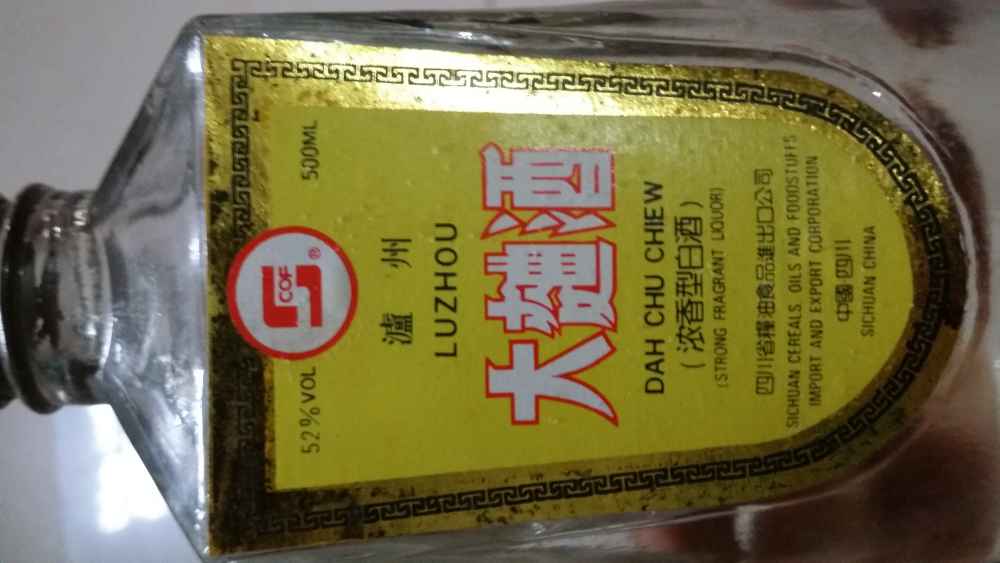 COF
®
52%VOL 500ML
瀘州
LUZHOU
大麯酒
DAH CHU CHIEW
（浓香型白酒）
(STRONG FRAGRANT LIQUOR)
四川省糧油食品進出口公司
SICHUAN CEREALS OILS AND FOODSTUFFS
IMPORT AND EXPORT CORPORATION
中國四川
SICHUAN CHINA